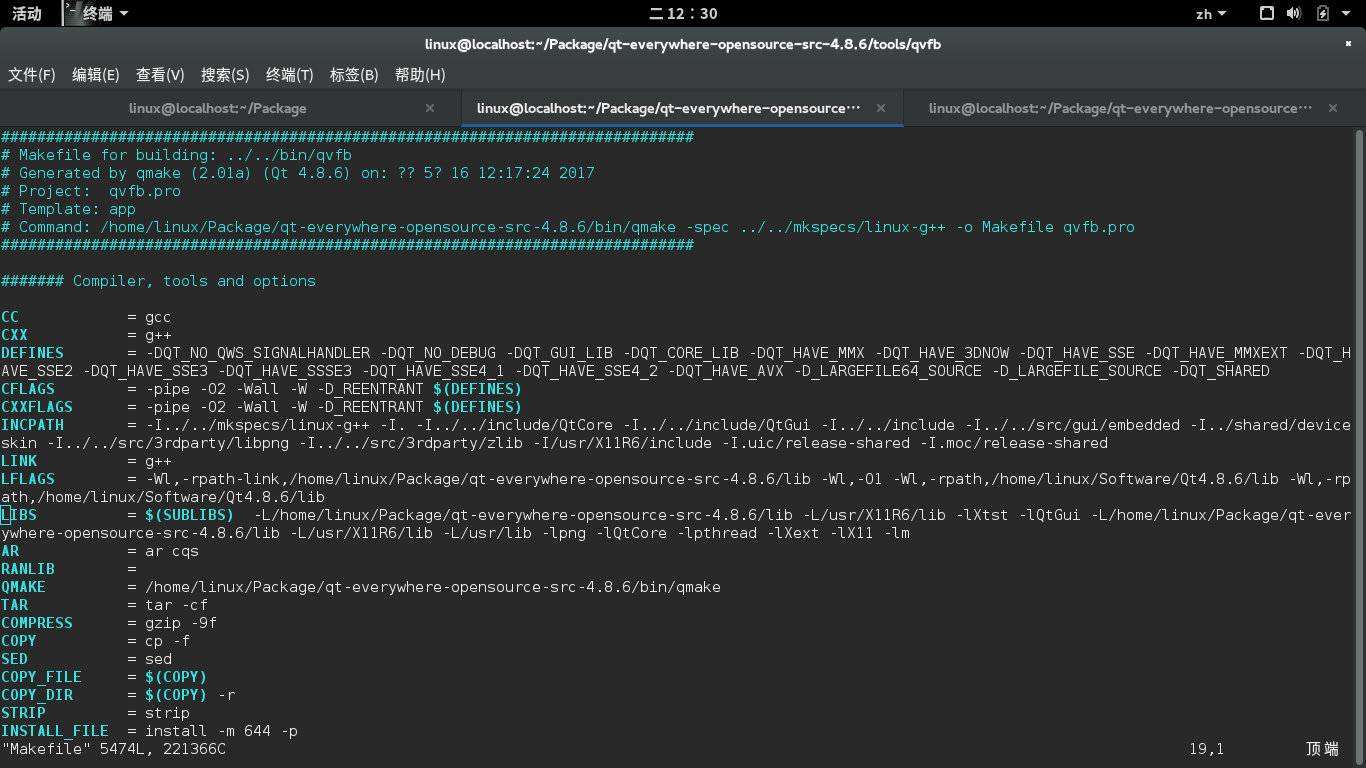 活动 终端 二 12：30 zh
linux@localhost:~/Package/qt-everywhere-opensource-src-4.8.6/tools/qvfb
文件(F) 编辑(E) 查看(V) 搜索(S) 终端(T) 标签(B) 帮助(H)
linux@localhost:~/Package linux@localhost:~/Package/qt-everywhere-opensource··· linux@localhost:~/Package/qt-everywhere-opensource···
#############################################################################
# Makefile for building: ../../bin/qvfb
# Generated by qmake (2.01a) (Qt 4.8.6) on: ?? 5? 16 12:17:24 2017
# Project:  qvfb.pro
# Template: app
# Command: /home/linux/Package/qt-everywhere-opensource-src-4.8.6/bin/qmake -spec ../../mkspecs/linux-g++ -o Makefile qvfb.pro
#############################################################################
####### Compiler, tools and options
CC            = gcc
CXX           = g++
DEFINES       = -DQT_NO_QWS_SIGNALHANDLER -DQT_NO_DEBUG -DQT_GUI_LIB -DQT_CORE_LIB -DQT_HAVE_MMX -DQT_HAVE_3DNOW -DQT_HAVE_SSE -DQT_HAVE_MMXEXT -DQT_H
AVE_SSE2 -DQT_HAVE_SSE3 -DQT_HAVE_SSSE3 -DQT_HAVE_SSE4_1 -DQT_HAVE_SSE4_2 -DQT_HAVE_AVX -D_LARGEFILE64_SOURCE -D_LARGEFILE_SOURCE -DQT_SHARED
CFLAGS        = -pipe -O2 -Wall -W -D_REENTRANT $(DEFINES)
CXXFLAGS      = -pipe -O2 -Wall -W -D_REENTRANT $(DEFINES)
INCPATH       = -I../../mkspecs/linux-g++ -I. -I../../include/QtCore -I../../include/QtGui -I../../include -I../../src/gui/embedded -I../shared/device
skin -I../../src/3rdparty/libpng -I../../src/3rdparty/zlib -I/usr/X11R6/include -I.uic/release-shared -I.moc/release-shared
LINK          = g++
LFLAGS        = -Wl,-rpath-link,/home/linux/Package/qt-everywhere-opensource-src-4.8.6/lib -Wl,-O1 -Wl,-rpath,/home/linux/Software/Qt4.8.6/lib -Wl,-rp
ath,/home/linux/Software/Qt4.8.6/lib
LIBS          = $(SUBLIBS)  -L/home/linux/Package/qt-everywhere-opensource-src-4.8.6/lib -L/usr/X11R6/lib -lXtst -lQtGui -L/home/linux/Package/qt-ever
ywhere-opensource-src-4.8.6/lib -L/usr/X11R6/lib -L/usr/lib -lpng -lQtCore -lpthread -lXext -lX11 -lm
AR            = ar cqs
RANLIB        =
QMAKE         = /home/linux/Package/qt-everywhere-opensource-src-4.8.6/bin/qmake
TAR           = tar -cf
COMPRESS      = gzip -9f
COPY          = cp -f
SED           = sed
COPY_FILE     = $(COPY)
COPY_DIR      = $(COPY) -r
STRIP         = strip
INSTALL_FILE  = install -m 644 -p
"Makefile" 5474L, 221366C 19,1 顶端